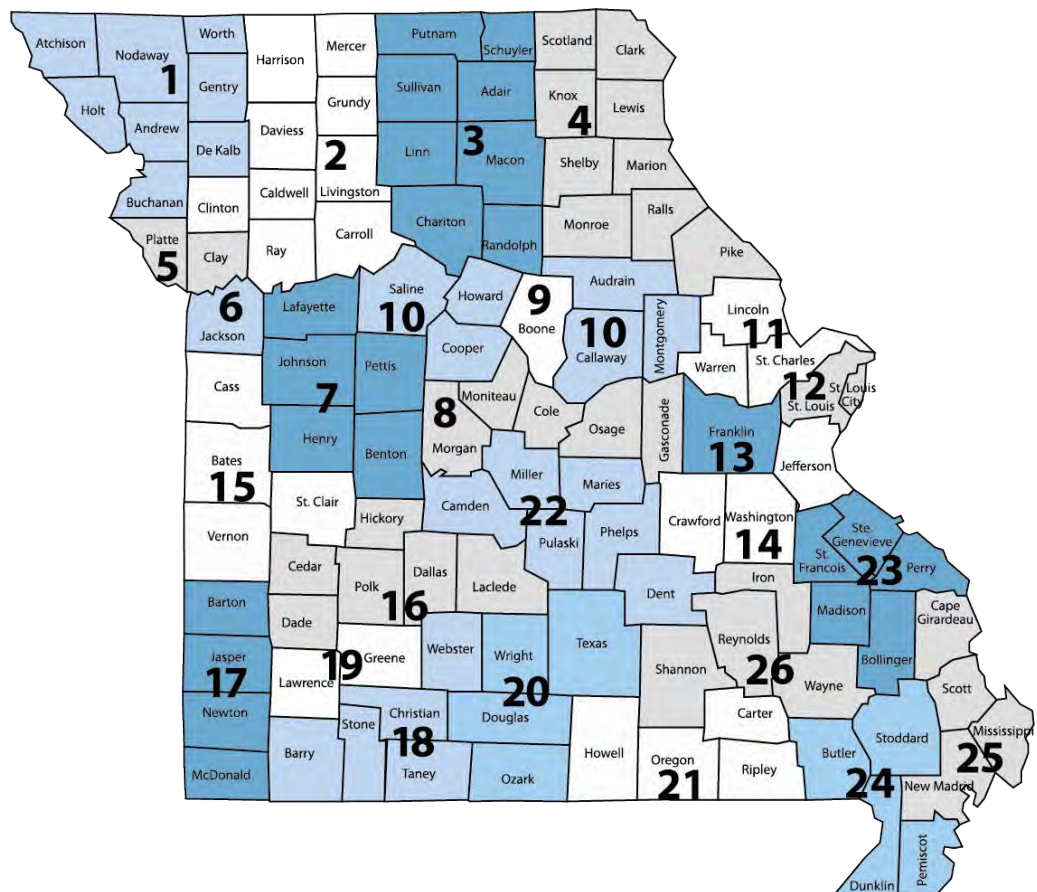 Atchison
Nodaway
Worth
Harrison
Mercer
Putnam
Schuyler
Scotland
Clark
1
Gentry
Grundy
Sullivan
Adair
Knox
Lewis
Holt
Andrew
De Kalb
Daviess
2
Linn
3
Macon
4
Shelby
Marion
Buchanan
Clinton
Caldwell
Livingston
Chariton
Randolph
Monroe
Ralls
Platte
5
Clay
Ray
Carroll
Pike
6
Jackson
Lafayette
Saline
10
Howard
9
Boone
Audrain
10
Callaway
Montgomery
Lincoln
11
Warren
St. Charles
Cass
Johnson
7
Pettis
Cooper
Moniteau
8
Morgan
Cole
Osage
Gasconade
12
St. Louis
St. Louis
City
Franklin
13
Jefferson
Bates
15
Henry
Benton
Miller
Maries
St. Clair
Camden
22
Pulaski
Phelps
Crawford
Washington
14
Vernon
Hickory
Ste.
Genevieve
St.
Francois
23
Perry
Cedar
Polk
Dallas
Laclede
Dent
Iron
Barton
Dade
16
Texas
Reynolds
Madison
Bollinger
Cape
Girardeau
Jasper
17
Lawrence
19
Greene
Webster
Wright
20
Shannon
26
Wayne
Scott
Newton
Stone
Christian
18
Douglas
Carter
Stoddard
Mississippi
Barry
Taney
Ozark
Howell
Oregon
21
Ripley
Butler
24
25
New Madrid
McDonald
Dunklin
Pemiscot